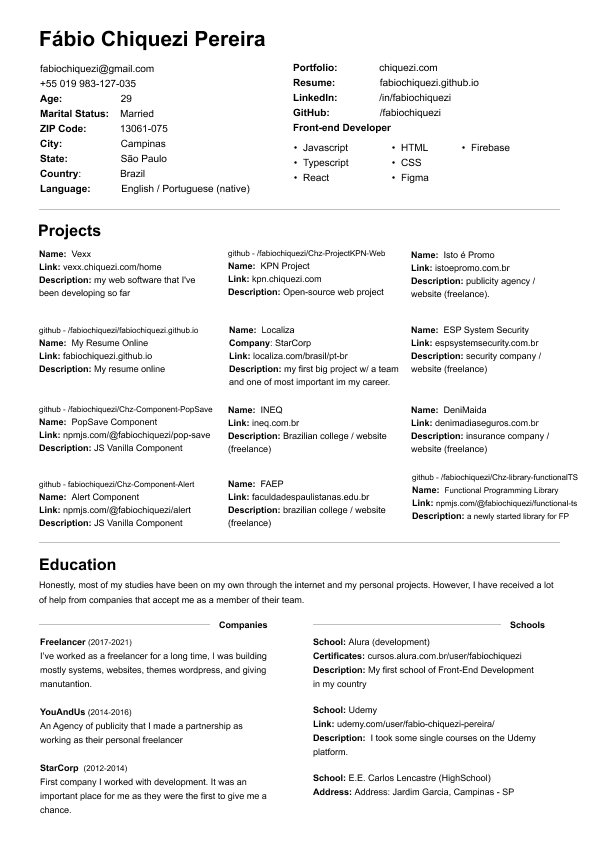 Fábio Chiquezi Pereira
fabiochiquezi@gmail.com
+55 019 983-127-035
Age: 29
Marital Status: Married
ZIP Code: 13061-075
City: Campinas
State: São Paulo
Country: Brazil
Language: English / Portuguese (native)
Portfolio: chiquezi.com
Resume: fabiochiquezi.github.io
LinkedIn: /in/fabiochiquezi
GitHub: /fabiochiquezi
Front-end Developer
• Javascript • HTML • Firebase
• Typescript • CSS
• React • Figma
Projects
Name: Vexx
Link: vexx.chiquezi.com/home
Description: my web software that I've
been developing so far
github - /fabiochiquezi/Chz-ProjectKPN-Web
Name: KPN Project
Link: kpn.chiquezi.com
Description: Open-source web project
Name: Isto é Promo
Link: istoepromo.com.br
Description: publicity agency /
website (freelance).
github - /fabiochiquezi/fabiochiquezi.github.io
Name: My Resume Online
Link: fabiochiquezi.github.io
Description: My resume online
Name: Localiza
Company: StarCorp
Link: localiza.com/brasil/pt-br
Description: my first big project w/ a team
and one of most important im my career.
Name: ESP System Security
Link: espsystemsecurity.com.br
Description: security company /
website (freelance)
github - /fabiochiquezi/Chz-Component-PopSave
Name: PopSave Component
Link: npmjs.com/@fabiochiquezi/pop-save
Description: JS Vanilla Component
Name: INEQ
Link: ineq.com.br
Description: Brazilian college / website
(freelance)
Name: DeniMaida
Link: denimadiaseguros.com.br
Description: insurance company /
website (freelance)
github - /fabiochiquezi/Chz-Component-Alert
Name: Alert Component
Link: npmjs.com/@fabiochiquezi/alert
Description: JS Vanilla Component
Name: FAEP
Link: faculdadespaulistanas.edu.br
Description: brazilian college / website
(freelance)
github - /fabiochiquezi/Chz-library-functionalTS
Name: Functional Programming Library
Link: npmjs.com/@fabiochiquezi/functional-ts
Description: a newly started library for FP
Education
Honestly, most of my studies have been on my own through the internet and my personal projects. However, I have received a lot
of help from companies that accept me as a member of their team.
Companies
Freelancer (2017-2021)
I've worked as a freelancer for a long time, I was building
mostly systems, websites, themes wordpress, and giving
manutantion.
YouAndUs (2014-2016)
An Agency of publicity that I made a partnership as
working as their personal freelancer
StarCorp (2012-2014)
First company I worked with development. It was an
important place for me as they were the first to give me a
chance.
Schools
School: Alura (development)
Certificates: cursos.alura.com.br/user/fabiochiquezi
Description: My first school of Front-End Development
in my country
School: Udemy
Link: udemy.com/user/fabio-chiquezi-pereira/
Description: I took some single courses on the Udemy
platform.
School: E.E. Carlos Lencastre (HighSchool)
Address: Address: Jardim Garcia, Campinas - SP